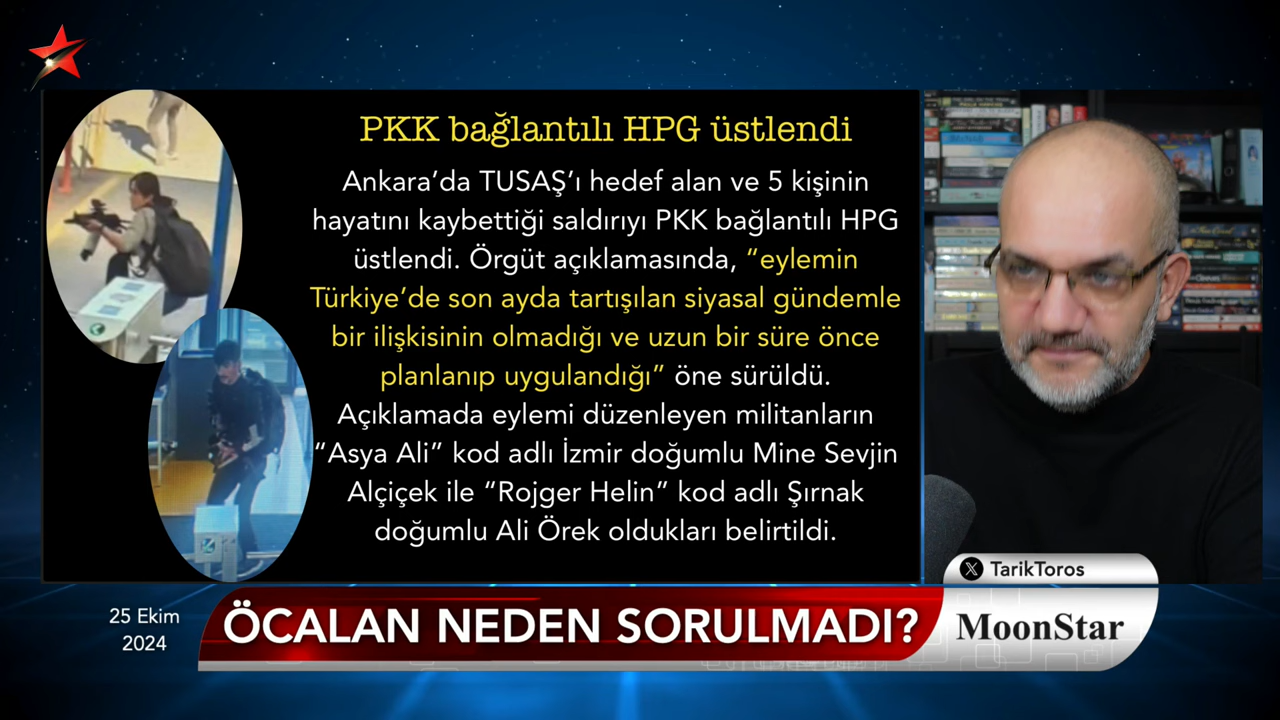 PKK bağlantılı HPG üstlendi
Ankara’da TUSAŞ’ı hedef alan ve 5 kişinin
hayatını kaybettiği saldırıyı PKK bağlantılı HPG
üstlendi. Örgüt açıklamasında, “eylemin
Türkiye’de son ayda tartışılan siyasal gündemle
bir ilişkisinin olmadığı ve uzun bir süre önce
planlanıp uygulandığı” öne sürüldü.
Açıklamada eylemi düzenleyen militanların
“Asya Ali” kod adlı İzmir doğumlu Mine Sevjin
Alçiçek ile “Rojger Helin” kod adlı Şırnak
doğumlu Ali Örek oldukları belirtildi.
X TarikToros
25 Ekim
2024
ÖCALAN NEDEN SORULMADI?
MoonStar